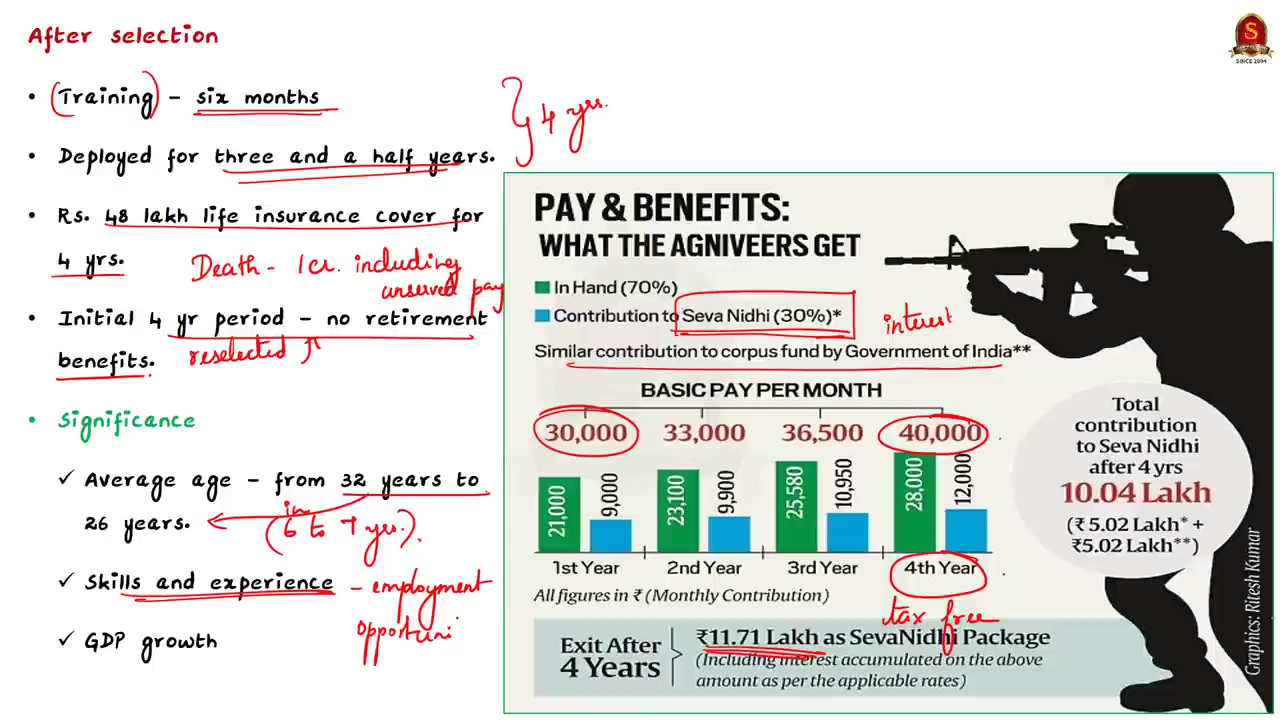 After selection
• (Training) – six months
} 4 yrs.
• Deployed for three and a half years.
• Rs. 48 lakh life insurance cover for
4 yrs.
Death - 1 cr. including
unserved pay
• Initial 4 yr period – no retirement
benefits.
reselected
• Significance
✓ Average age – from 32 years to
26 years.
in
(6 to 7 yrs.)
✓ Skills and experience - employment
opportuni
✓ GDP growth
S
SINCE 2004
PAY & BENEFITS:
WHAT THE AGNIVEERS GET
In Hand (70%)
Contribution to Seva Nidhi (30%)*
interest
Similar contribution to corpus fund by Government of India**
BASIC PAY PER MONTH
30,000 33,000 36,500 40,000
21,000 9,000 23,100 9,900 25,580 10,950 28,000 12,000
1st Year 2nd Year 3rd Year 4th Year
All figures in ₹ (Monthly Contribution)
tax free
Total
contribution
to Seva Nidhi
after 4 yrs
10.04 Lakh
(₹ 5.02 Lakh* +
₹5.02 Lakh**)
Exit After
4 Years
₹11.71 Lakh as SevaNidhi Package
(Including interest accumulated on the above
amount as per the applicable rates)
Graphics: Ritesh Kumar